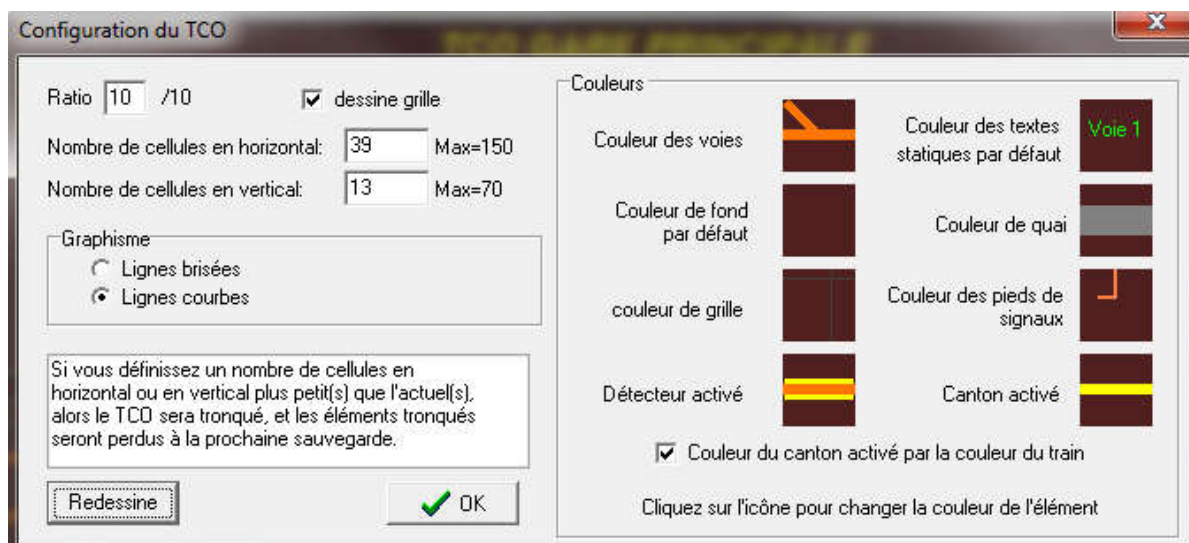 Configuration du TCO
TCO GARE PRINCIPALE
Ratio 10 /10
dessine grille
Nombre de cellules en horizontal: 39 Max=150
Nombre de cellules en vertical: 13 Max=70
Graphisme
Lignes brisées
Lignes courbes
Si vous définissez un nombre de cellules en
horizontal ou en vertical plus petit(s) que l'actuel(s),
alors le TCO sera tronqué, et les éléments tronqués
seront perdus à la prochaine sauvegarde.
Redessine
OK
Couleurs
Couleur des voies
Couleur des textes
statiques par défaut
Voie 1
Couleur de fond
par défaut
Couleur de quai
couleur de grille
Couleur des pieds de
signaux
Détecteur activé
Canton activé
Couleur du canton activé par la couleur du train
Cliquez sur l'icône pour changer la couleur de l'élément